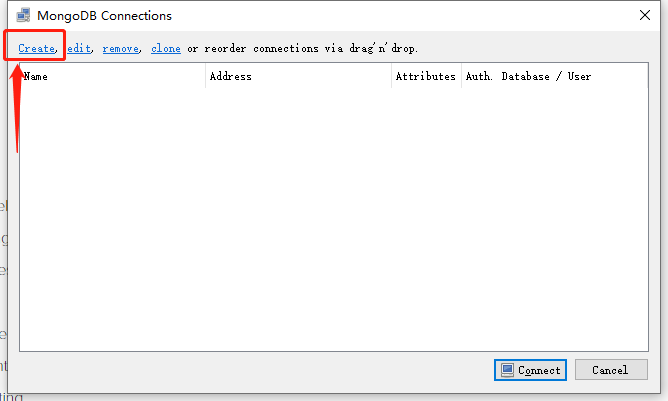 MongoDB Connections
Create, edit, remove, clone or reorder connections via drag'n'drop.
Name Address Attributes Auth. Database / User
Connect Cancel